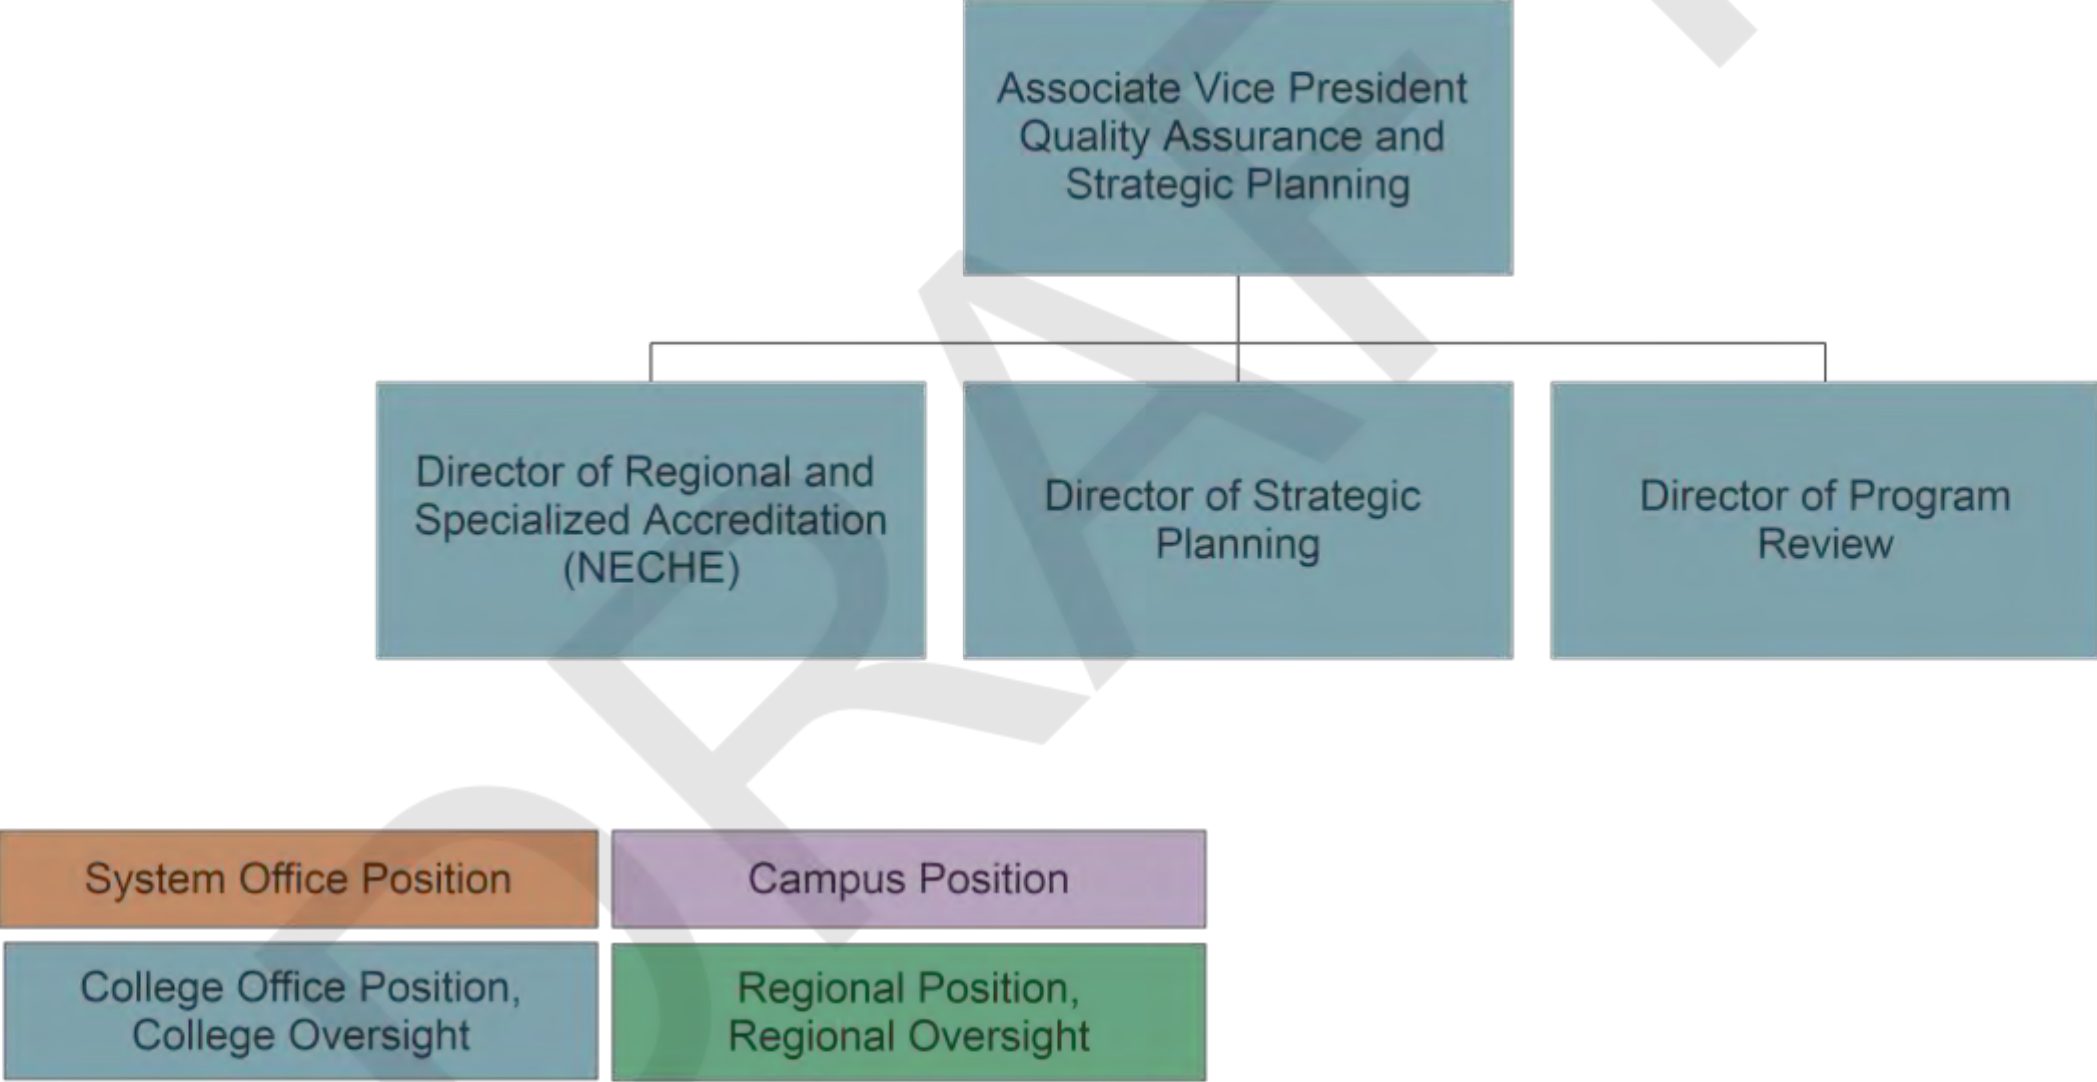 Associate Vice President
Quality Assurance and
Strategic Planning
Director of Regional and
Specialized Accreditation
(NECHE)
Director of Strategic
Planning
Director of Program
Review
System Office Position
Campus Position
College Office Position,
College Oversight
Regional Position,
Regional Oversight
DRAFT